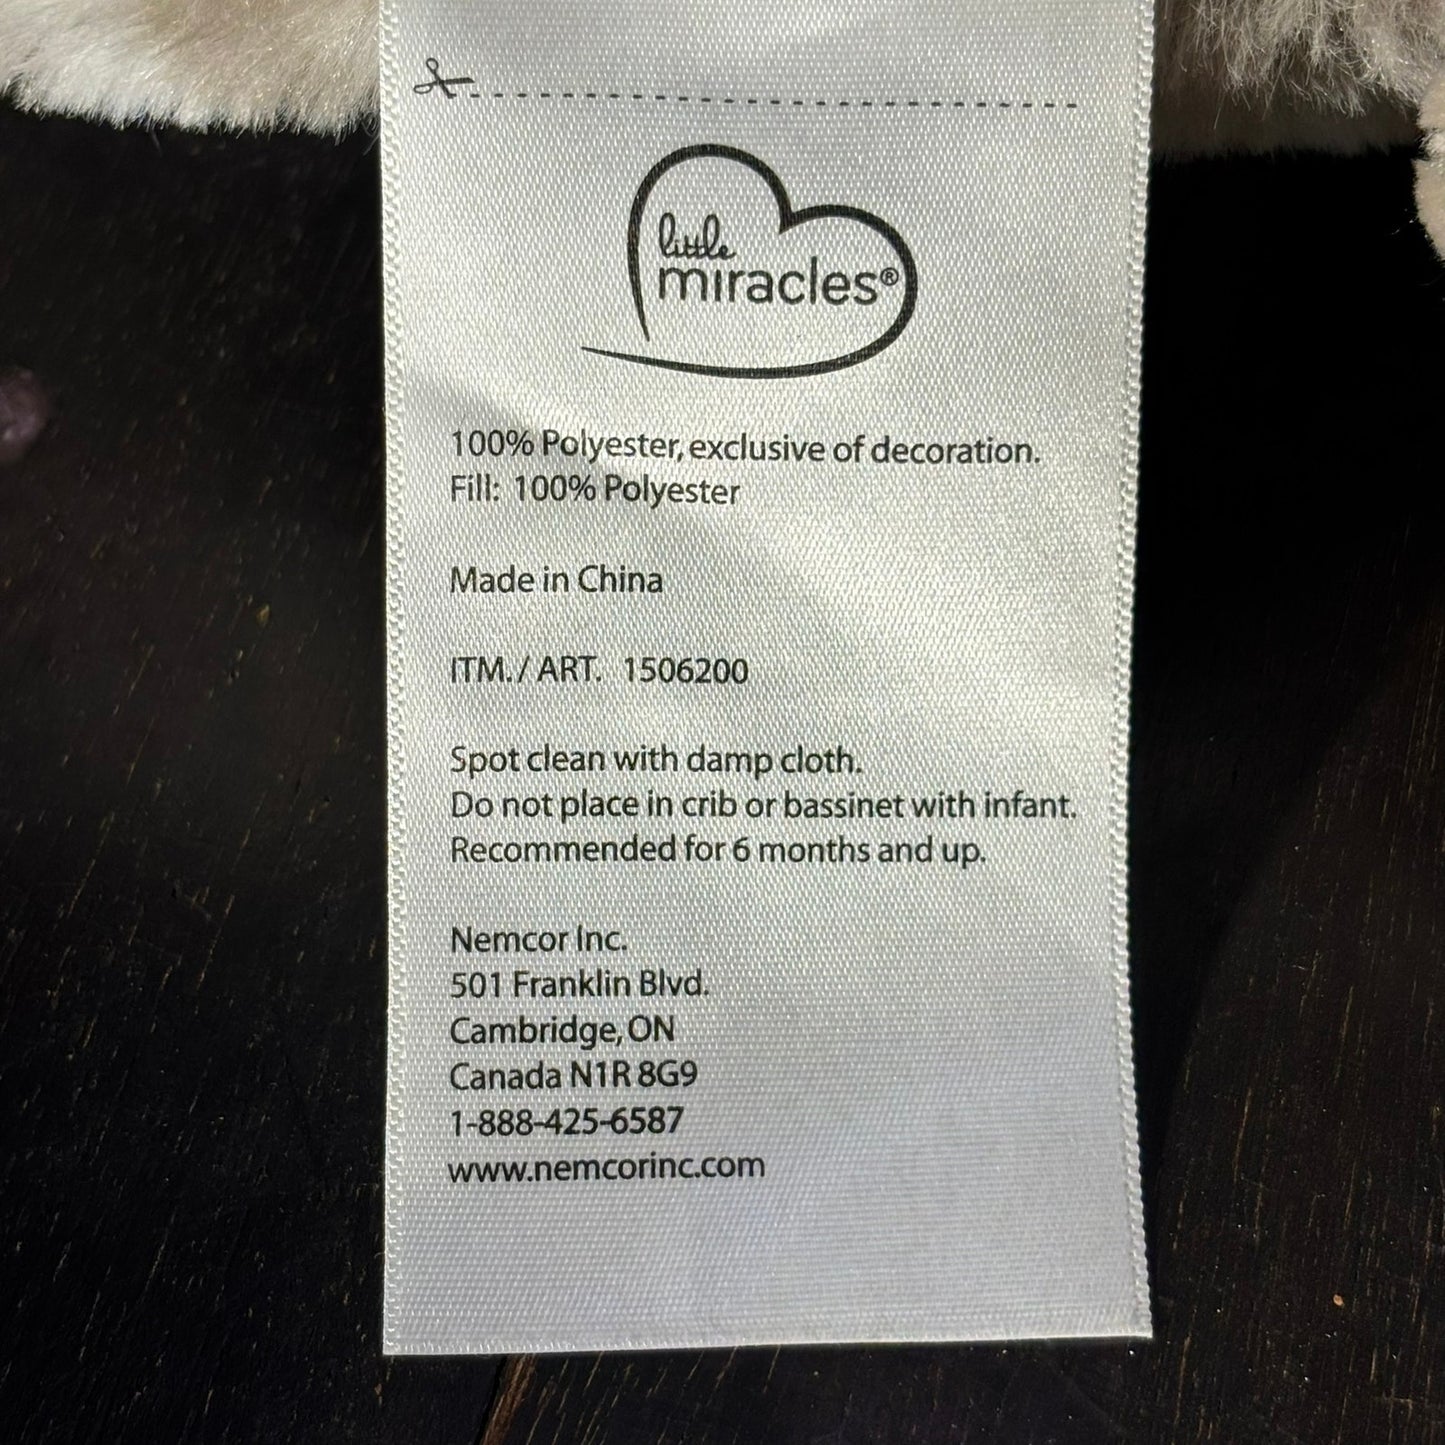 little
miracles®
100% Polyester, exclusive of decoration.
Fill: 100% Polyester
Made in China
ITM. / ART. 1506200
Spot clean with damp cloth.
Do not place in crib or bassinet with infant.
Recommended for 6 months and up.
Nemcor Inc.
501 Franklin Blvd.
Cambridge, ON
Canada N1R 8G9
1-888-425-6587
www.nemcorinc.com